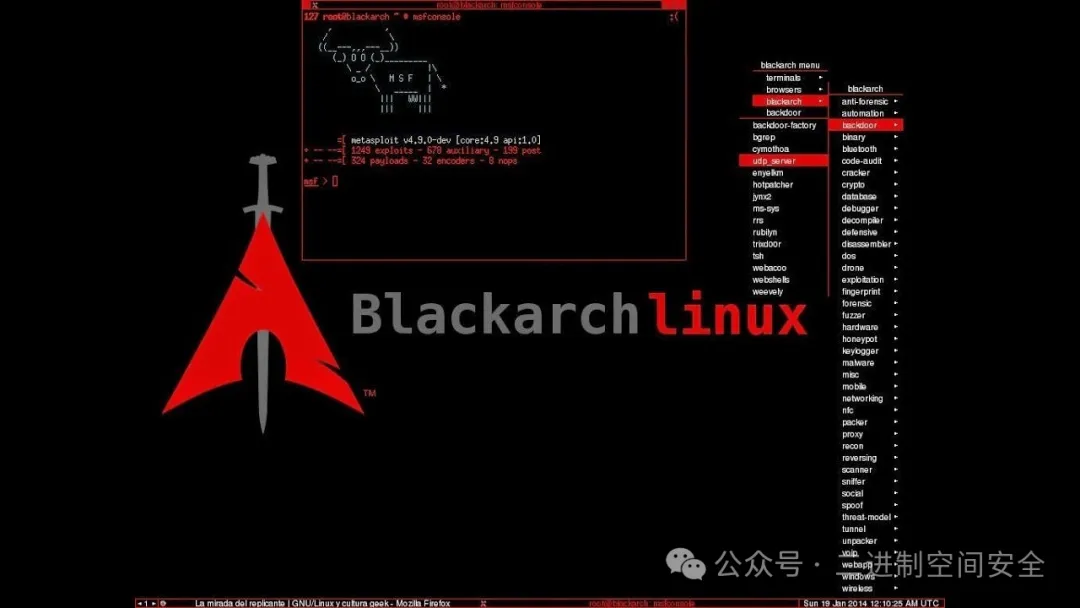 root@blackarch: msfconsole
127 root@blackarch ~ # msfconsole :(
M S F
=[ metasploit v4.9.0-dev [core:4.9 api:1.0]
+ -- --=[ 1249 exploits - 678 auxiliary - 199 post
+ -- --=[ 324 payloads - 32 encoders - 8 nops
msf >
Blackarch linux
TM
blackarch menu
terminals
browsers
blackarch
backdoor
backdoor-factory
bgrep
cymothoa
udp_server
enyelkm
hotpatcher
jynx2
ms-sys
rrs
rubilyn
trixd00r
tsh
webacoo
webshells
weevely
blackarch
anti-forensic
automation
backdoor
binary
bluetooth
code-audit
cracker
crypto
database
debugger
decompiler
defensive
disassembler
dos
drone
exploitation
fingerprint
forensic
fuzzer
hardware
honeypot
keylogger
malware
misc
mobile
networking
nfc
packer
proxy
recon
reversing
scanner
sniffer
social
spoof
threat-model
tunnel
unpacker
voip
webapp
windows
wireless
公众号 · 二进制空间安全
1 La mirada del replicante | GNU/Linux y cultura geek - Mozilla Firefox root@blackarch: msfconsole Sun 19 Jan 2014 12:10:25 AM UTC